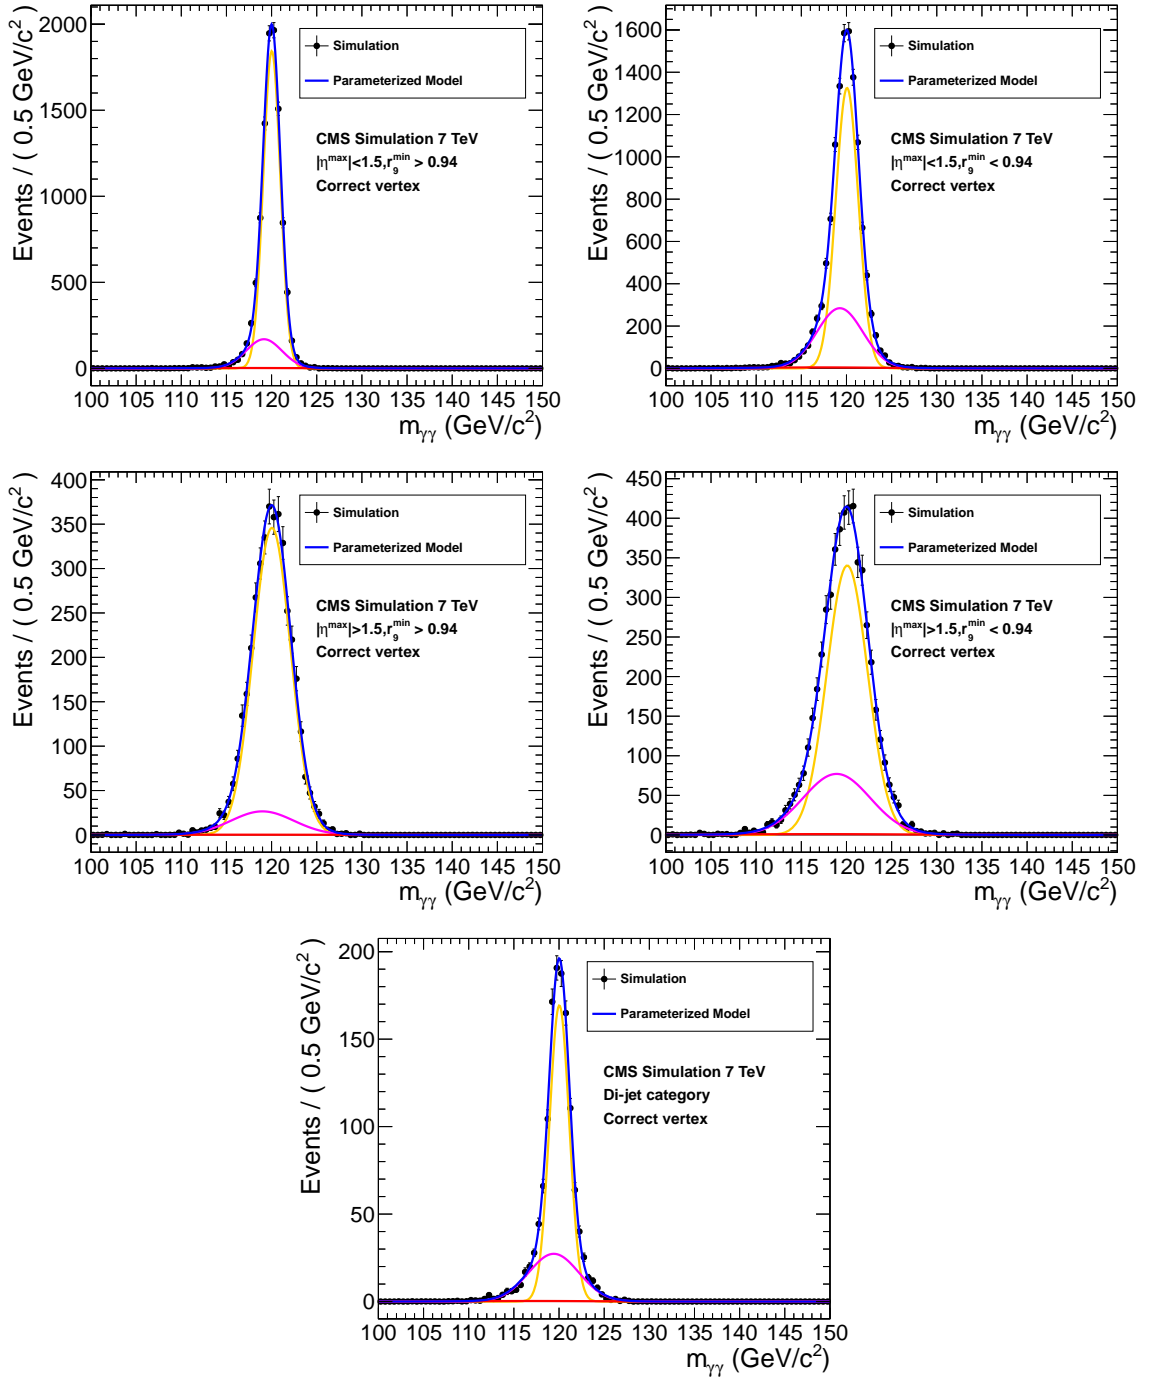 Events / ( 0.5 GeV/c²  )
2000
1500
1000
500
0
Simulation
Parameterized Model
CMS Simulation 7 TeV
|η^max|<1.5,r_9^min > 0.94
Correct vertex
100 105 110 115 120 125 130 135 140 145 150
m_γγ (GeV/c²)
Events / ( 0.5 GeV/c²  )
1600
1400
1200
1000
800
600
400
200
0
Simulation
Parameterized Model
CMS Simulation 7 TeV
|η^max|<1.5,r_9^min < 0.94
Correct vertex
100 105 110 115 120 125 130 135 140 145 150
m_γγ (GeV/c²)
Events / ( 0.5 GeV/c²  )
400
350
300
250
200
150
100
50
0
Simulation
Parameterized Model
CMS Simulation 7 TeV
|η^max|>1.5,r_9^min > 0.94
Correct vertex
100 105 110 115 120 125 130 135 140 145 150
m_γγ (GeV/c²)
Events / ( 0.5 GeV/c²  )
450
400
350
300
250
200
150
100
50
0
Simulation
Parameterized Model
CMS Simulation 7 TeV
|η^max|>1.5,r_9^min < 0.94
Correct vertex
100 105 110 115 120 125 130 135 140 145 150
m_γγ (GeV/c²)
Events / ( 0.5 GeV/c²  )
200
150
100
50
0
Simulation
Parameterized Model
CMS Simulation 7 TeV
Di-jet category
Correct vertex
100 105 110 115 120 125 130 135 140 145 150
m_γγ (GeV/c²)